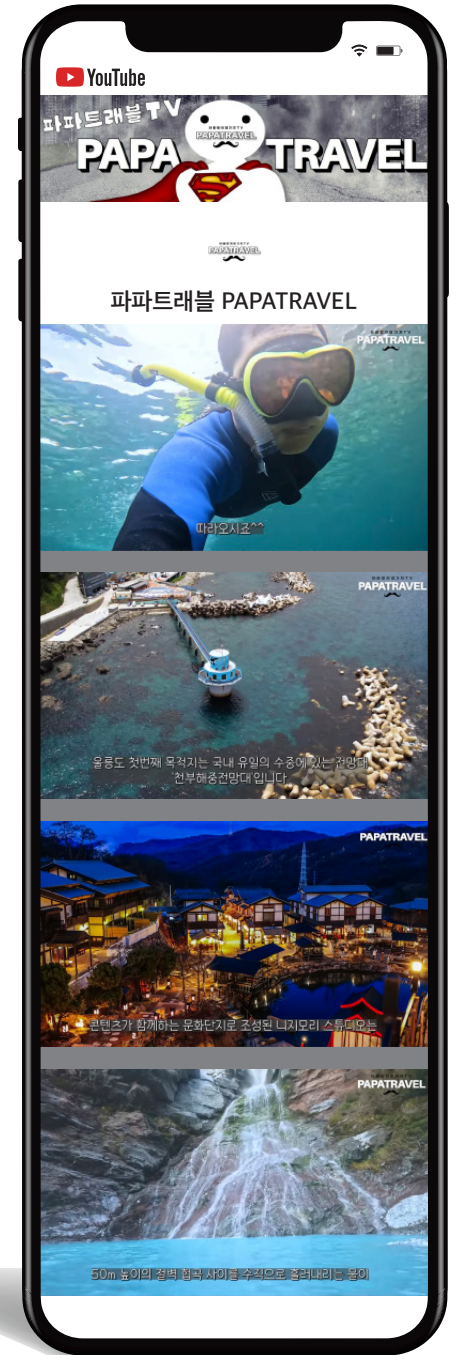 YouTube
파파트래블TV
PAPATRAVEL
PAPA TRAVEL
PAPATRAVEL
파파트래블 PAPATRAVEL
PAPATRAVEL
따라오시죠^^
PAPATRAVEL
울릉도 첫번째 목적지는 국내 유일의 수중에 있는 전망대
'천부해중전망대'입니다
PAPATRAVEL
콘텐츠가 함께하는 문화단지로 조성된 니지모리 스튜디오는
PAPATRAVEL
50m 높이의 절벽 협곡 사이를 수직으로 흘러내리는 물이